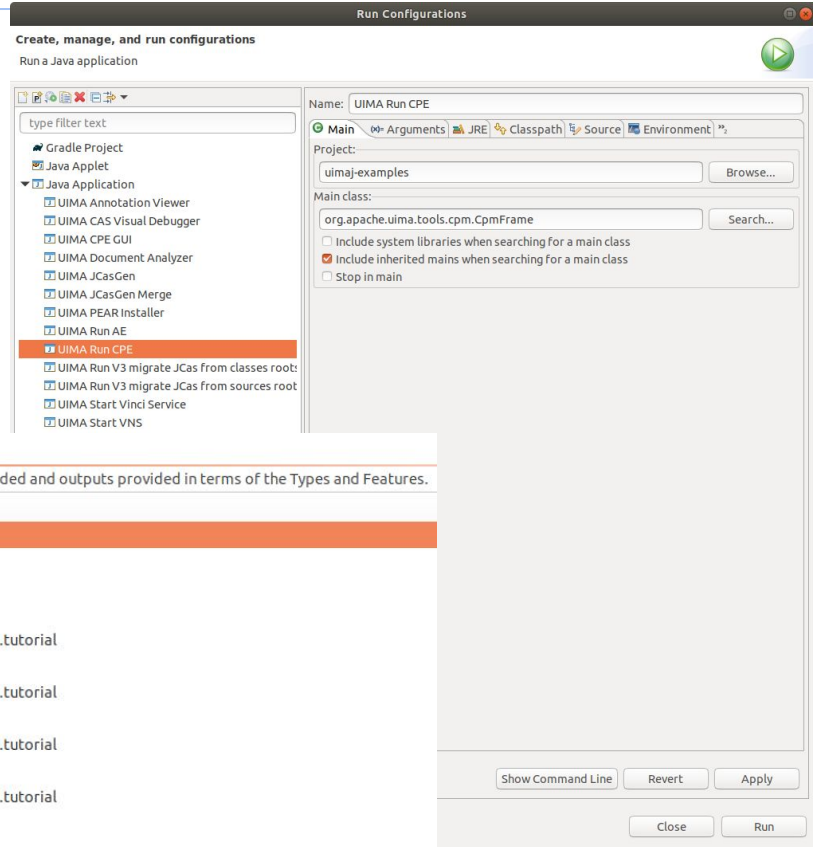 Run Configurations
Create, manage, and run configurations
Run a Java application
type filter text
Gradle Project
Java Applet
Java Application
UIMA Annotation Viewer
UIMA CAS Visual Debugger
UIMA CPE GUI
UIMA Document Analyzer
UIMA JCasGen
UIMA JCasGen Merge
UIMA PEAR Installer
UIMA Run AE
UIMA Run CPE
UIMA Run V3 migrate JCas from classes roots
UIMA Run V3 migrate JCas from sources root
UIMA Start Vinci Service
UIMA Start VNS
Name: UIMA Run CPE
Main (x)= Arguments JRE Classpath Source Environment »2
Project:
uimaj-examples Browse...
Main class:
org.apache.uima.tools.cpm.CpmFrame Search...
Include system libraries when searching for a main class
Include inherited mains when searching for a main class
Stop in main
ded and outputs provided in terms of the Types and Features.
.tutorial
.tutorial
.tutorial
.tutorial
Show Command Line Revert Apply
Close Run